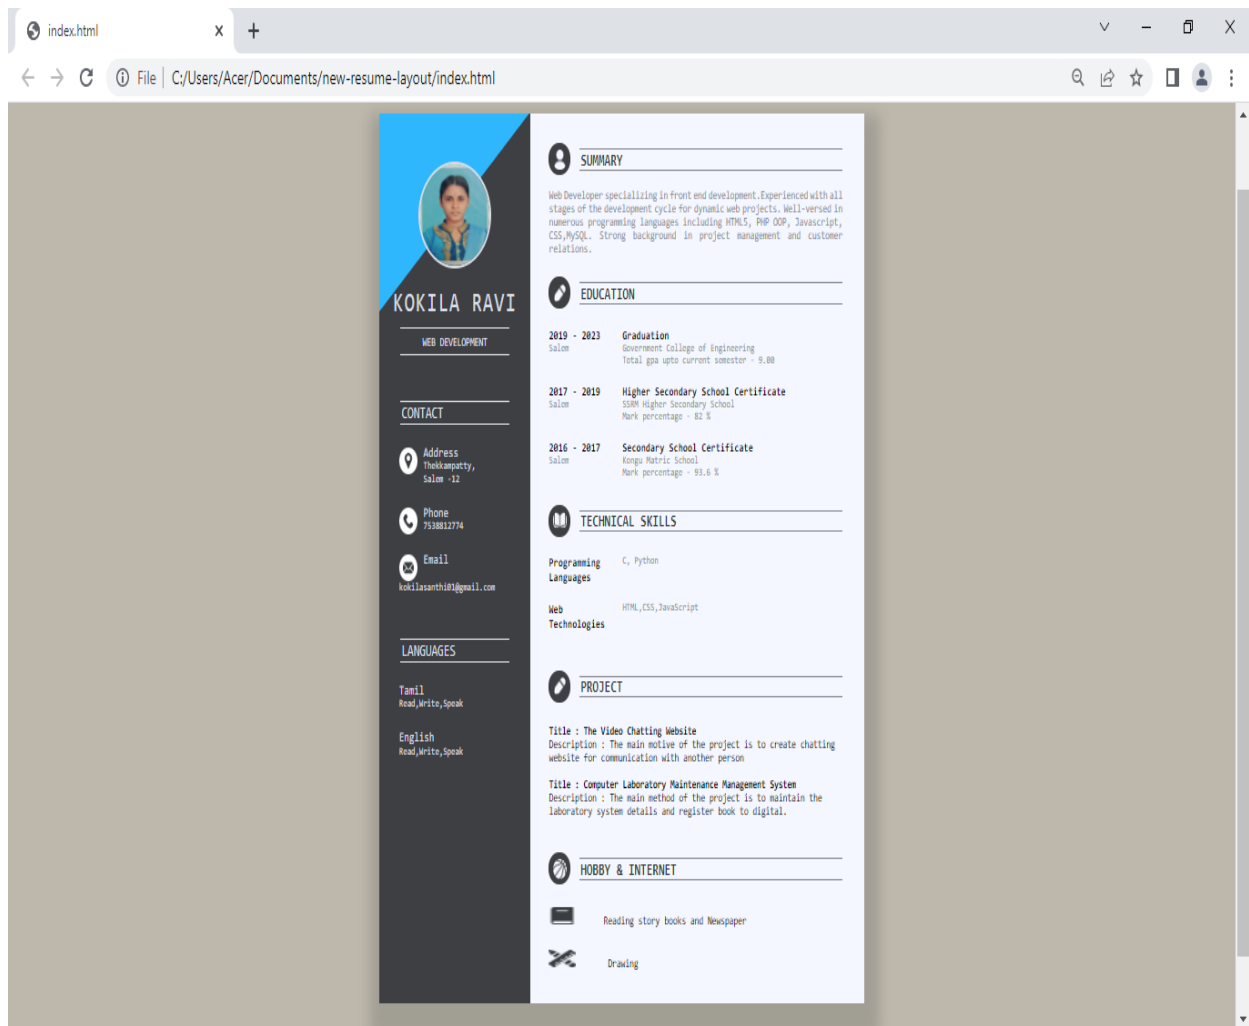 index.html
File
C:/Users/Acer/Documents/new-resume-layout/index.html
KOKILA RAVI
WEB DEVELOPMENT
CONTACT
Address
Thekkampatty,
Salem -12
Phone
7538812774
Email
kokilasanthi01@gmail.com
LANGUAGES
Tamil
Read,Write,Speak
English
Read,Write,Speak
SUMMARY
Web Developer specializing in front end development.Experienced with all
stages of the development cycle for dynamic web projects. Well-versed in
numerous programming languages including HTML5, PHP OOP, Javascript,
CSS,MySQL. Strong background in project management and customer
relations.
EDUCATION
2019 - 2023 Graduation
Salem Government College of Engineering
Total gpa upto current semester - 9.00
2017 - 2019 Higher Secondary School Certificate
Salem SSRM Higher Secondary School
Mark percentage - 82 %
2016 - 2017 Secondary School Certificate
Salem Kongu Matric School
Mark percentage - 93.6 %
TECHNICAL SKILLS
Programming C, Python
Languages
Web HTML,CSS,JavaScript
Technologies
PROJECT
Title : The Video Chatting Website
Description : The main motive of the project is to create chatting
website for communication with another person
Title : Computer Laboratory Maintenance Management System
Description : The main method of the project is to maintain the
laboratory system details and register book to digital.
HOBBY & INTERNET
Reading story books and Newspaper
Drawing